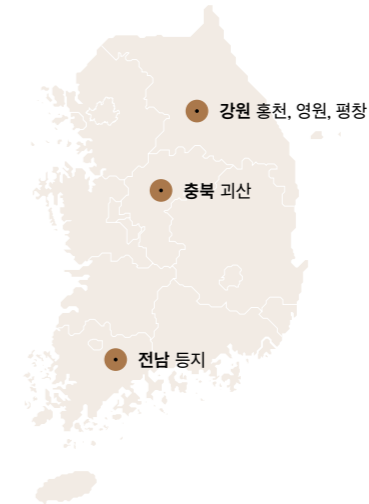 강원 홍천, 영원, 평창
충북 괴산
전남 등지